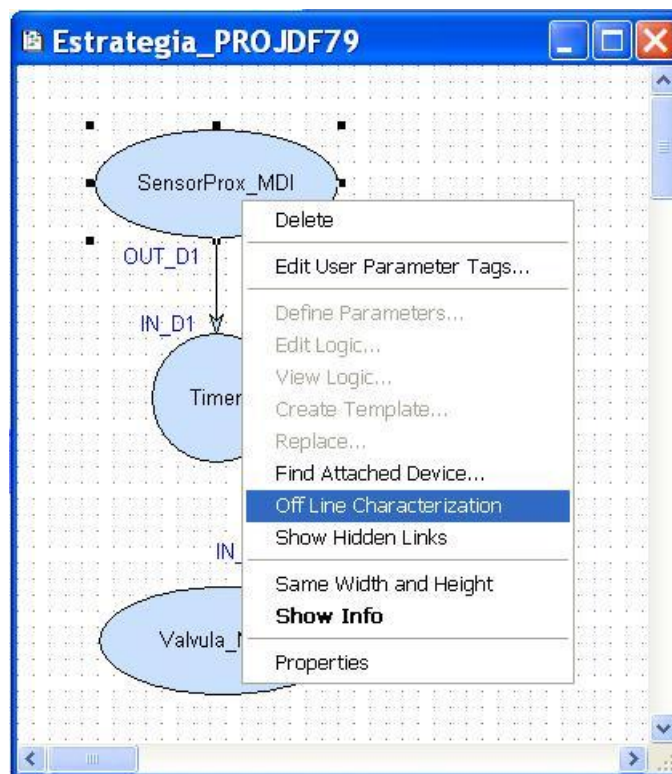 Estrategia_PROJDF79
SensorProx_MDI
OUT_D1
IN_D1
Timer
IN_
Valvula_
Delete
Edit User Parameter Tags...
Define Parameters...
Edit Logic...
View Logic...
Create Template...
Replace...
Find Attached Device...
Off Line Characterization
Show Hidden Links
Same Width and Height
Show Info
Properties